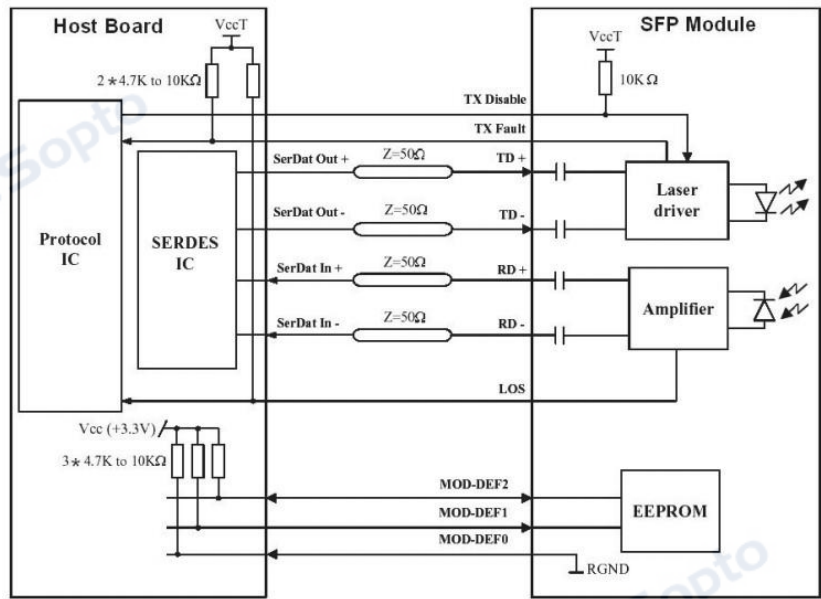 Host Board
SFP Module
VccT
VccT
2*4.7K to 10KΩ
10KΩ
TX Disable
TX Fault
SerDat Out +
Z=50Ω
TD +
SerDat Out -
Z=50Ω
TD -
Laser
driver
Protocol
IC
SERDES
IC
SerDat In +
Z=50Ω
RD +
SerDat In -
Z=50Ω
RD -
Amplifier
LOS
Vcc (+3.3V)
3*4.7K to 10KΩ
MOD-DEF2
MOD-DEF1
MOD-DEF0
EEPROM
RGND
Sopto
Sopto